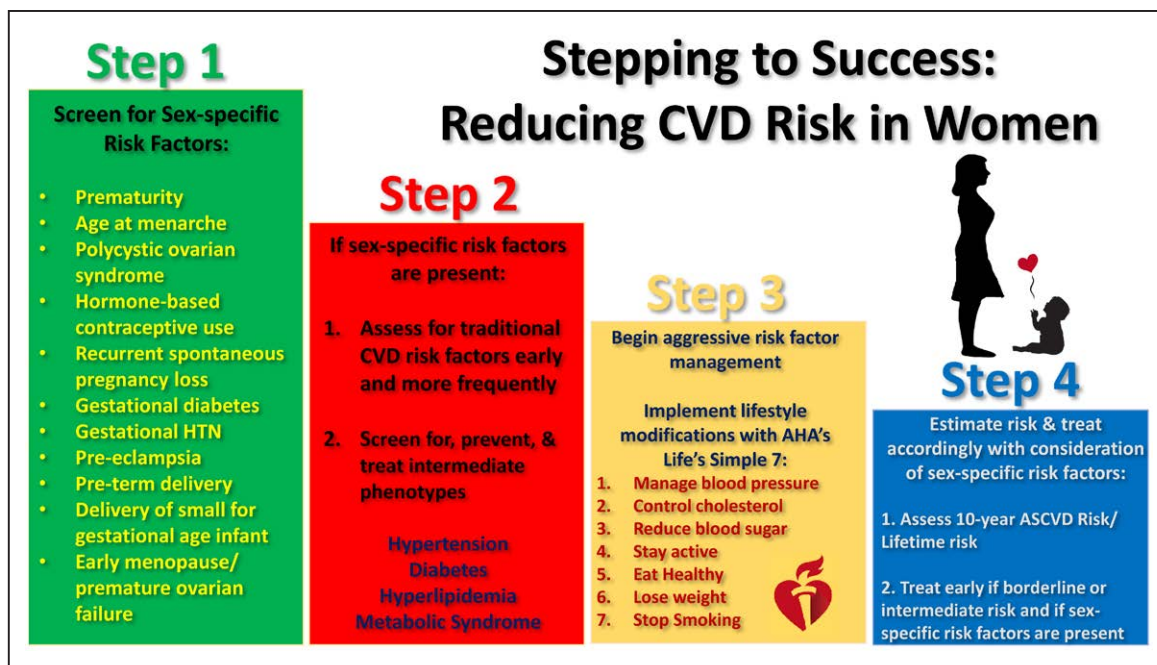 Stepping to Success:
Reducing CVD Risk in Women
Step 1
Screen for Sex-specific
Risk Factors:
• Prematurity
• Age at menarche
• Polycystic ovarian
syndrome
• Hormone-based
contraceptive use
• Recurrent spontaneous
pregnancy loss
• Gestational diabetes
• Gestational HTN
• Pre-eclampsia
• Pre-term delivery
• Delivery of small for
gestational age infant
• Early menopause/
premature ovarian
failure
Step 2
If sex-specific risk factors
are present:
1. Assess for traditional
CVD risk factors early
and more frequently
2. Screen for, prevent, &
treat intermediate
phenotypes
Hypertension
Diabetes
Hyperlipidemia
Metabolic Syndrome
Step 3
Begin aggressive risk factor
management
Implement lifestyle
modifications with AHA's
Life's Simple 7:
1. Manage blood pressure
2. Control cholesterol
3. Reduce blood sugar
4. Stay active
5. Eat Healthy
6. Lose weight
7. Stop Smoking
Step 4
Estimate risk & treat
accordingly with consideration
of sex-specific risk factors:
1. Assess 10-year ASCVD Risk/
Lifetime risk
2. Treat early if borderline or
intermediate risk and if sex-
specific risk factors are present